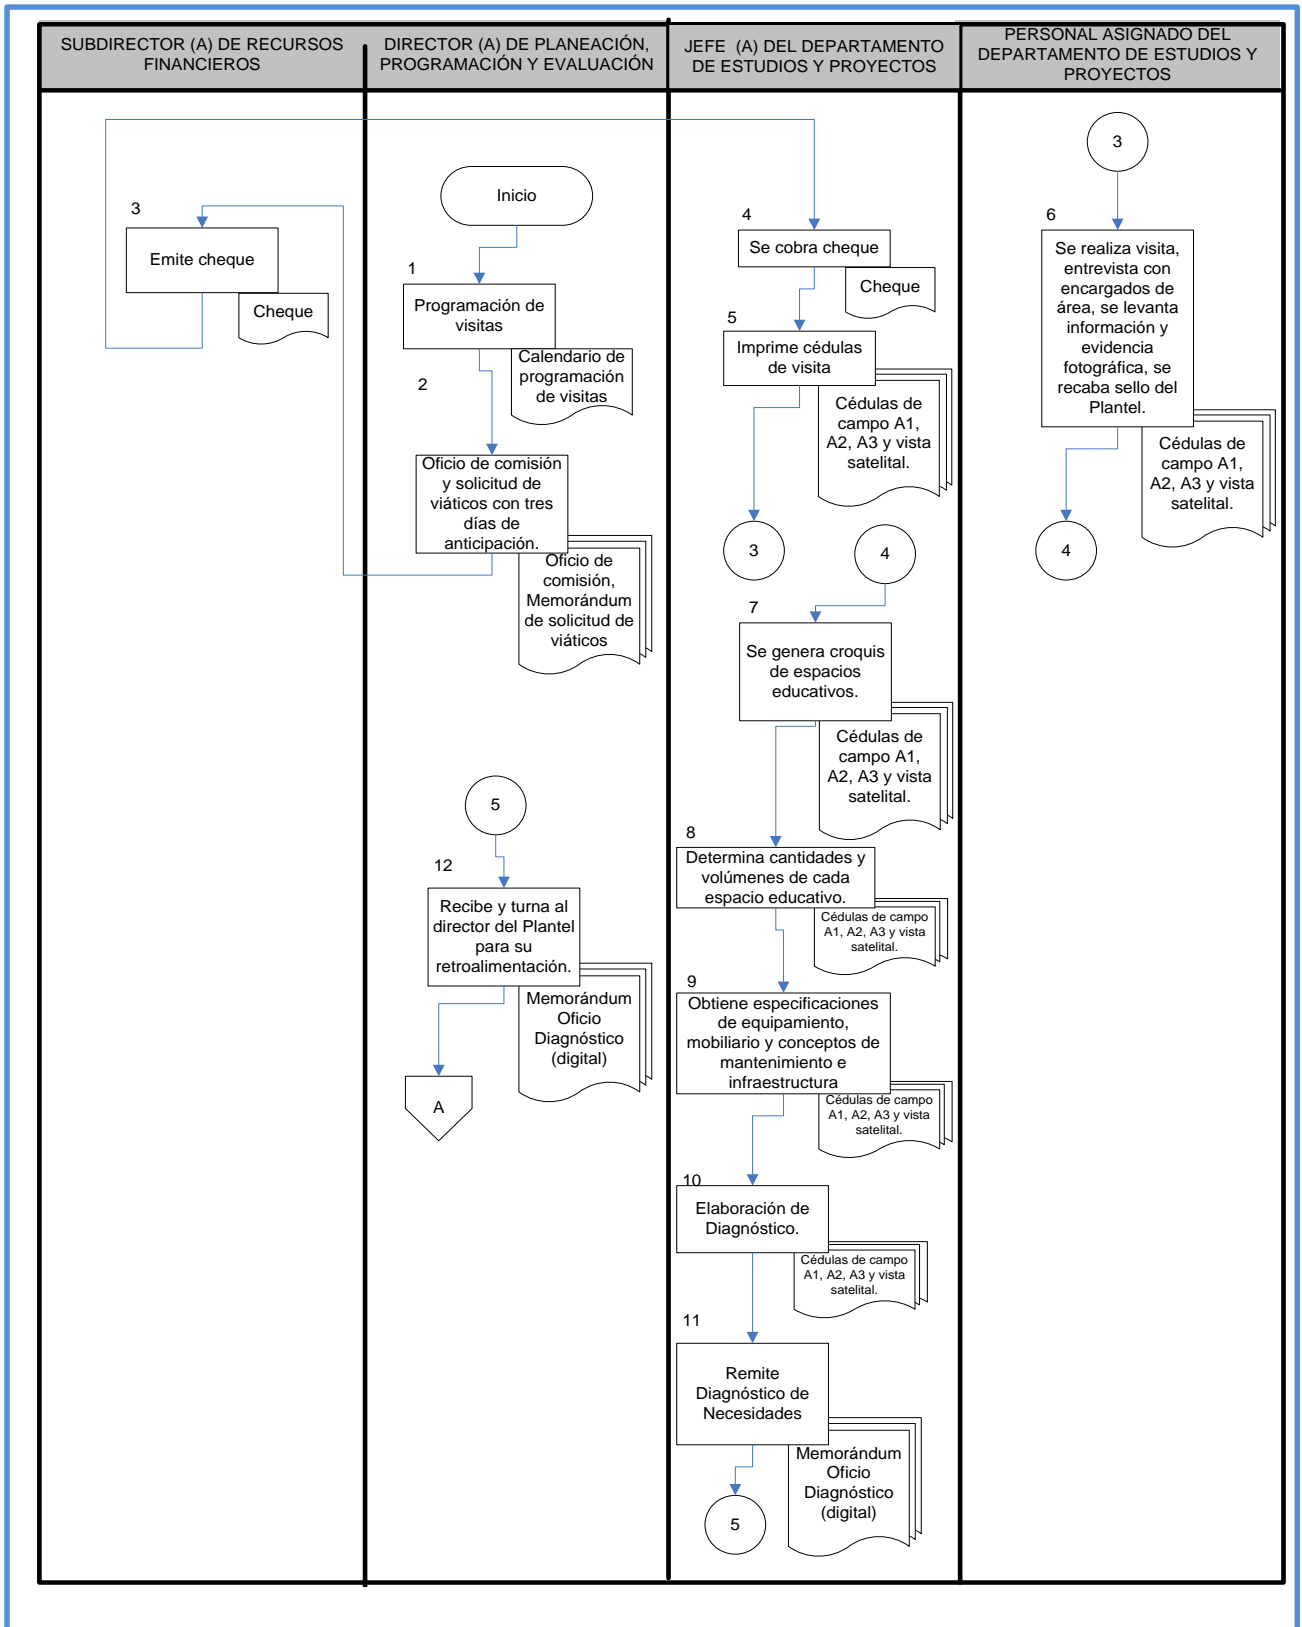 SUBDIRECTOR (A) DE RECURSOS
FINANCIEROS
DIRECTOR (A) DE PLANEACIÓN,
PROGRAMACIÓN Y EVALUACIÓN
JEFE (A) DEL DEPARTAMENTO
DE ESTUDIOS Y PROYECTOS
PERSONAL ASIGNADO DEL
DEPARTAMENTO DE ESTUDIOS Y
PROYECTOS
3
Emite cheque
Cheque
Inicio
1
Programación de
visitas
Calendario de
programación
de visitas
2
Oficio de comisión
y solicitud de
viáticos con tres
días de
anticipación.
Oficio de
comisión,
Memorándum
de solicitud de
viáticos
5
12
Recibe y turna al
director del Plantel
para su
retroalimentación.
Memorándum
Oficio
Diagnóstico
(digital)
A
4
Se cobra cheque
Cheque
5
Imprime cédulas
de visita
Cédulas de
campo A1,
A2, A3 y vista
satelital.
3
4
7
Se genera croquis
de espacios
educativos.
Cédulas de
campo A1,
A2, A3 y vista
satelital.
8
Determina cantidades y
volúmenes de cada
espacio educativo.
Cédulas de campo
A1, A2, A3 y vista
satelital.
9
Obtiene especificaciones
de equipamiento,
mobiliario y conceptos de
mantenimiento e
infraestructura
Cédulas de campo
A1, A2, A3 y vista
satelital.
10
Elaboración de
Diagnóstico.
Cédulas de campo
A1, A2, A3 y vista
satelital.
11
Remite
Diagnóstico de
Necesidades
Memorándum
Oficio
Diagnóstico
(digital)
5
3
6
Se realiza visita,
entrevista con
encargados de
área, se levanta
información y
evidencia
fotográfica, se
recaba sello del
Plantel.
Cédulas de
campo A1,
A2, A3 y vista
satelital.
4